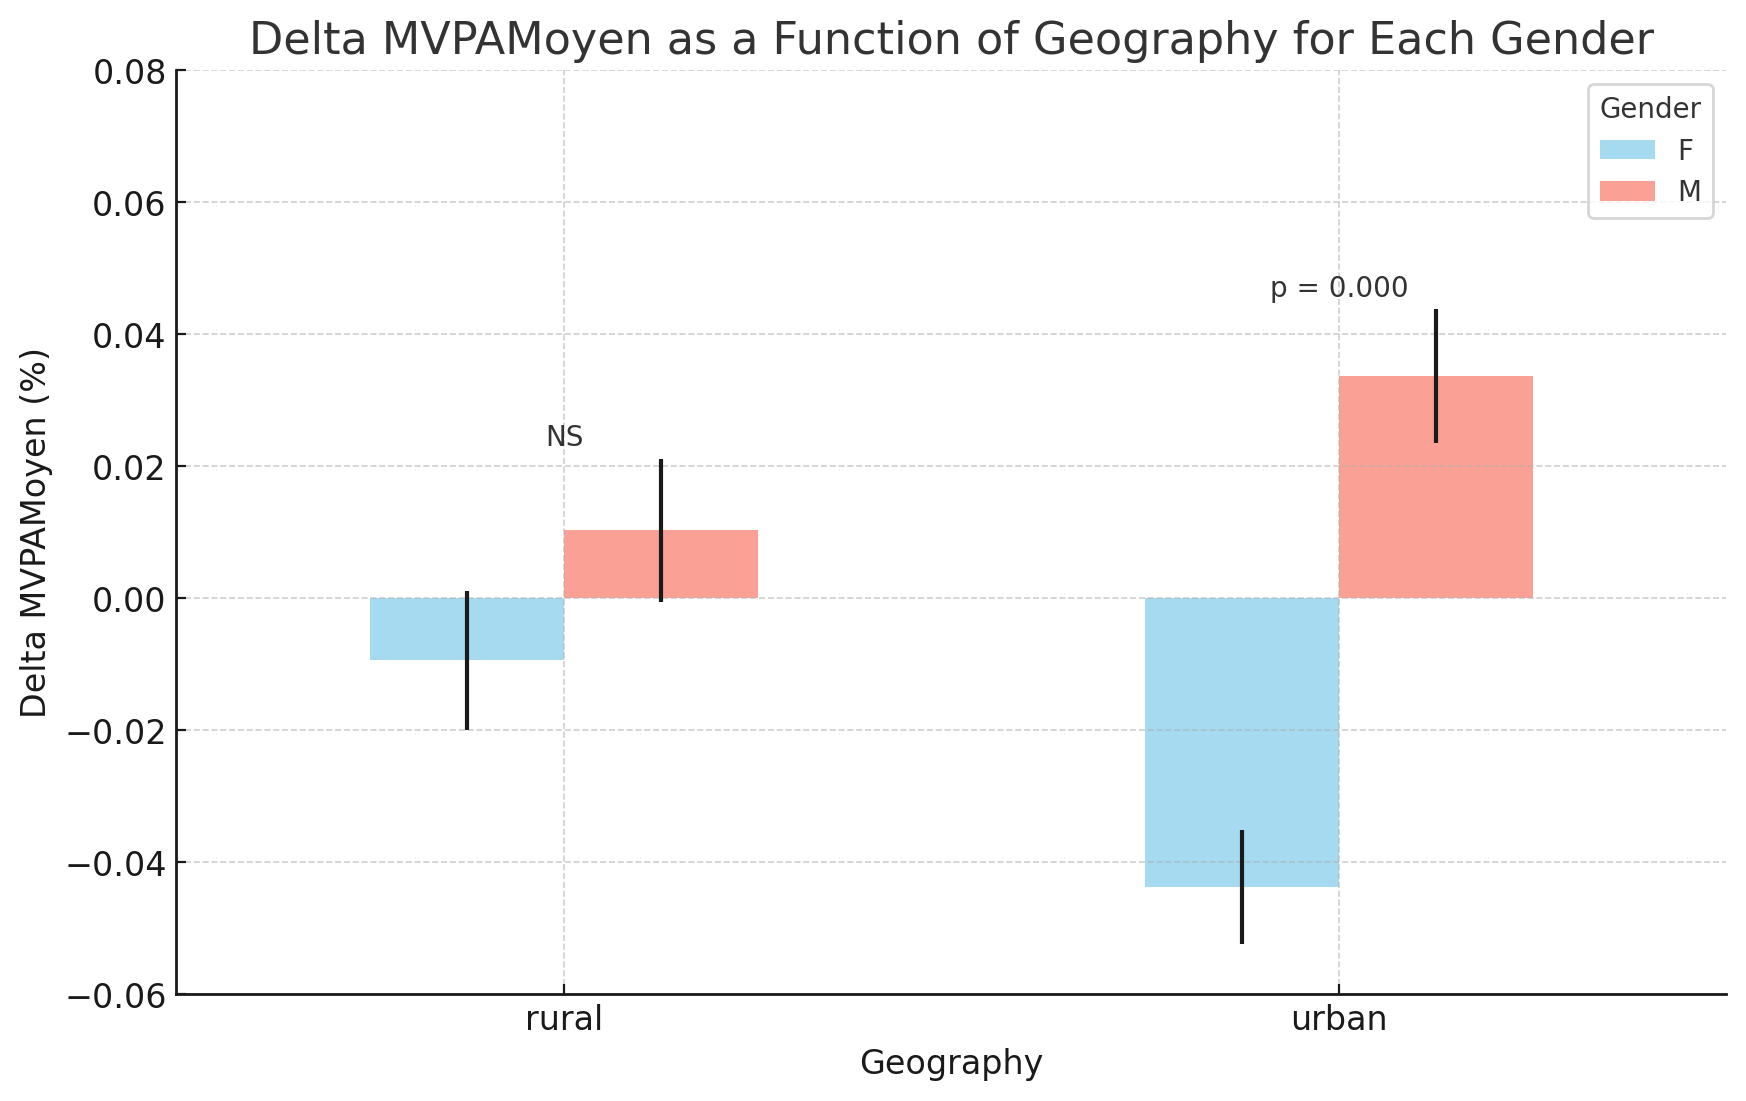 Delta MVPAMoyen as a Function of Geography for Each Gender
Delta MVPAMoyen (%)
0.08
0.06
0.04
0.02
0.00
−0.02
−0.04
−0.06
Gender
F
M
NS
p = 0.000
rural
urban
Geography